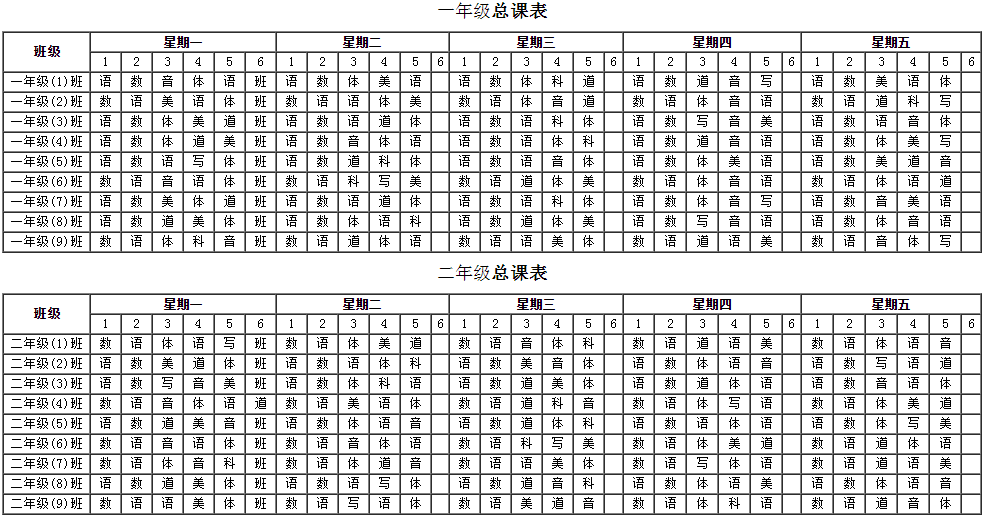 一年级总课表
班级 星期一 星期二 星期三 星期四 星期五
1 2 3 4 5 6 1 2 3 4 5 6 1 2 3 4 5 6 1 2 3 4 5 6 1 2 3 4 5 6
一年级(1)班 语 数 音 体 语 班 语 数 体 美 语 语 数 体 科 道 语 数 道 音 写 语 数 美 语 体
一年级(2)班 数 语 美 语 体 班 数 语 语 体 美 数 语 体 音 道 数 语 体 音 语 数 语 道 科 写
一年级(3)班 语 数 体 美 道 班 语 数 语 道 体 语 数 语 科 体 语 数 写 音 美 语 数 语 音 体
一年级(4)班 语 数 体 道 美 班 语 数 音 体 语 语 数 语 体 科 语 数 道 音 语 语 数 体 美 写
一年级(5)班 语 数 语 写 体 班 语 数 道 科 体 语 数 语 音 体 语 数 体 美 语 语 数 美 道 音
一年级(6)班 数 语 音 语 体 班 数 语 科 写 美 数 语 道 体 美 数 语 体 音 语 数 语 体 语 道
一年级(7)班 语 数 美 体 道 班 语 数 语 道 体 语 数 语 科 体 语 数 体 音 写 语 数 音 美 语
一年级(8)班 语 数 道 美 体 班 语 数 体 语 科 语 数 道 体 美 语 数 写 音 语 语 数 体 音 语
一年级(9)班 数 语 体 科 音 班 数 语 道 体 语 数 语 语 美 体 数 语 道 语 美 数 语 音 体 写
二年级总课表
班级 星期一 星期二 星期三 星期四 星期五
1 2 3 4 5 6 1 2 3 4 5 6 1 2 3 4 5 6 1 2 3 4 5 6 1 2 3 4 5 6
二年级(1)班 数 语 体 语 写 班 数 语 体 美 道 数 语 音 体 科 数 语 道 语 美 数 语 体 语 音
二年级(2)班 语 数 美 道 体 班 语 数 语 体 科 语 数 美 音 体 语 数 体 语 音 语 数 写 语 道
二年级(3)班 语 数 写 音 美 班 语 数 体 科 语 语 数 道 美 体 语 数 道 体 语 语 数 音 语 体
二年级(4)班 数 语 音 体 语 道 数 语 美 语 体 数 语 道 科 音 数 语 体 写 语 数 语 体 美 道
二年级(5)班 语 数 道 美 音 班 语 数 体 语 音 语 数 道 体 科 语 数 语 体 语 语 数 体 写 美
二年级(6)班 数 语 音 语 体 班 数 语 音 体 语 数 语 科 写 美 数 语 体 美 道 数 语 道 体 语
二年级(7)班 数 语 体 音 科 班 数 语 体 道 音 数 语 语 美 体 数 语 写 体 语 数 语 道 语 美
二年级(8)班 语 数 道 美 体 班 语 数 语 写 体 语 数 道 音 科 语 数 体 语 美 语 数 体 语 音
二年级(9)班 数 语 语 美 体 班 数 语 写 语 体 数 语 美 道 音 数 语 体 科 语 数 语 道 音 体